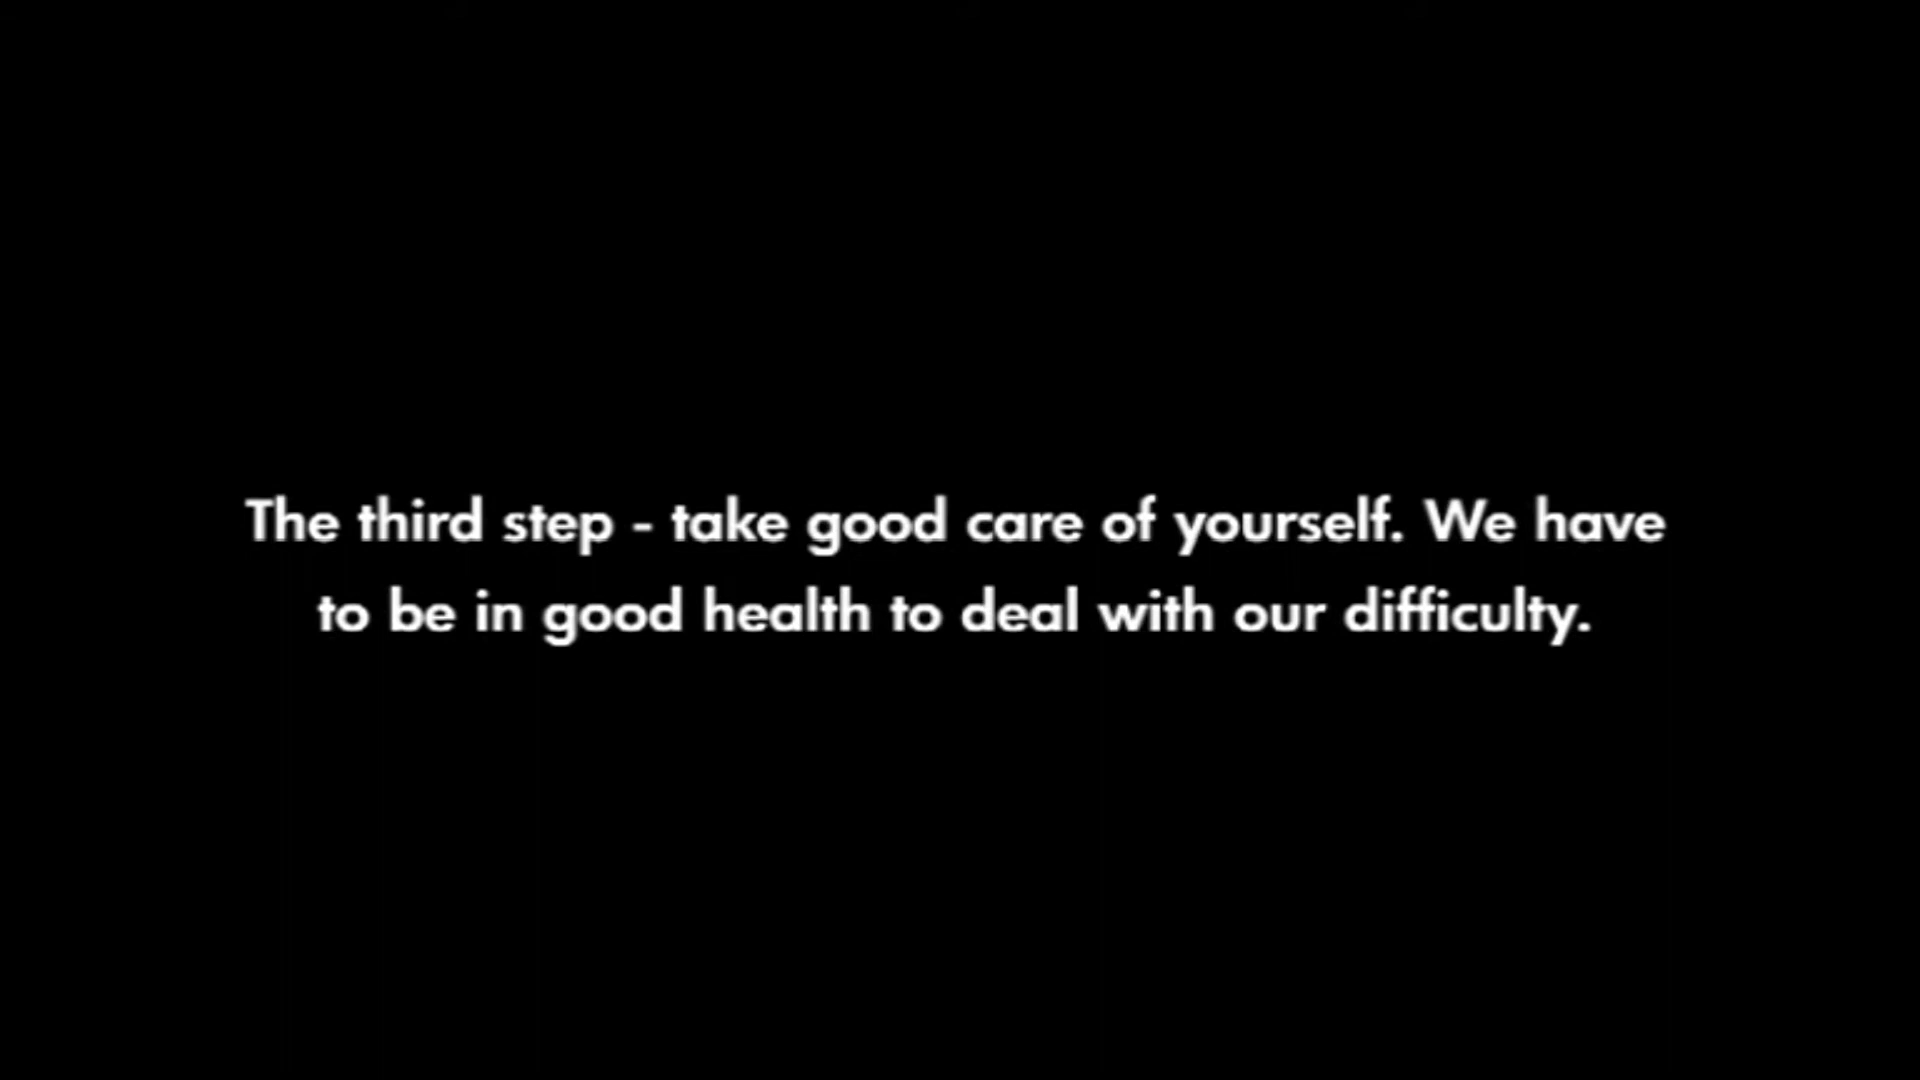 The third step - take good care of yourself. We have
to be in good health to deal with our difficulty.